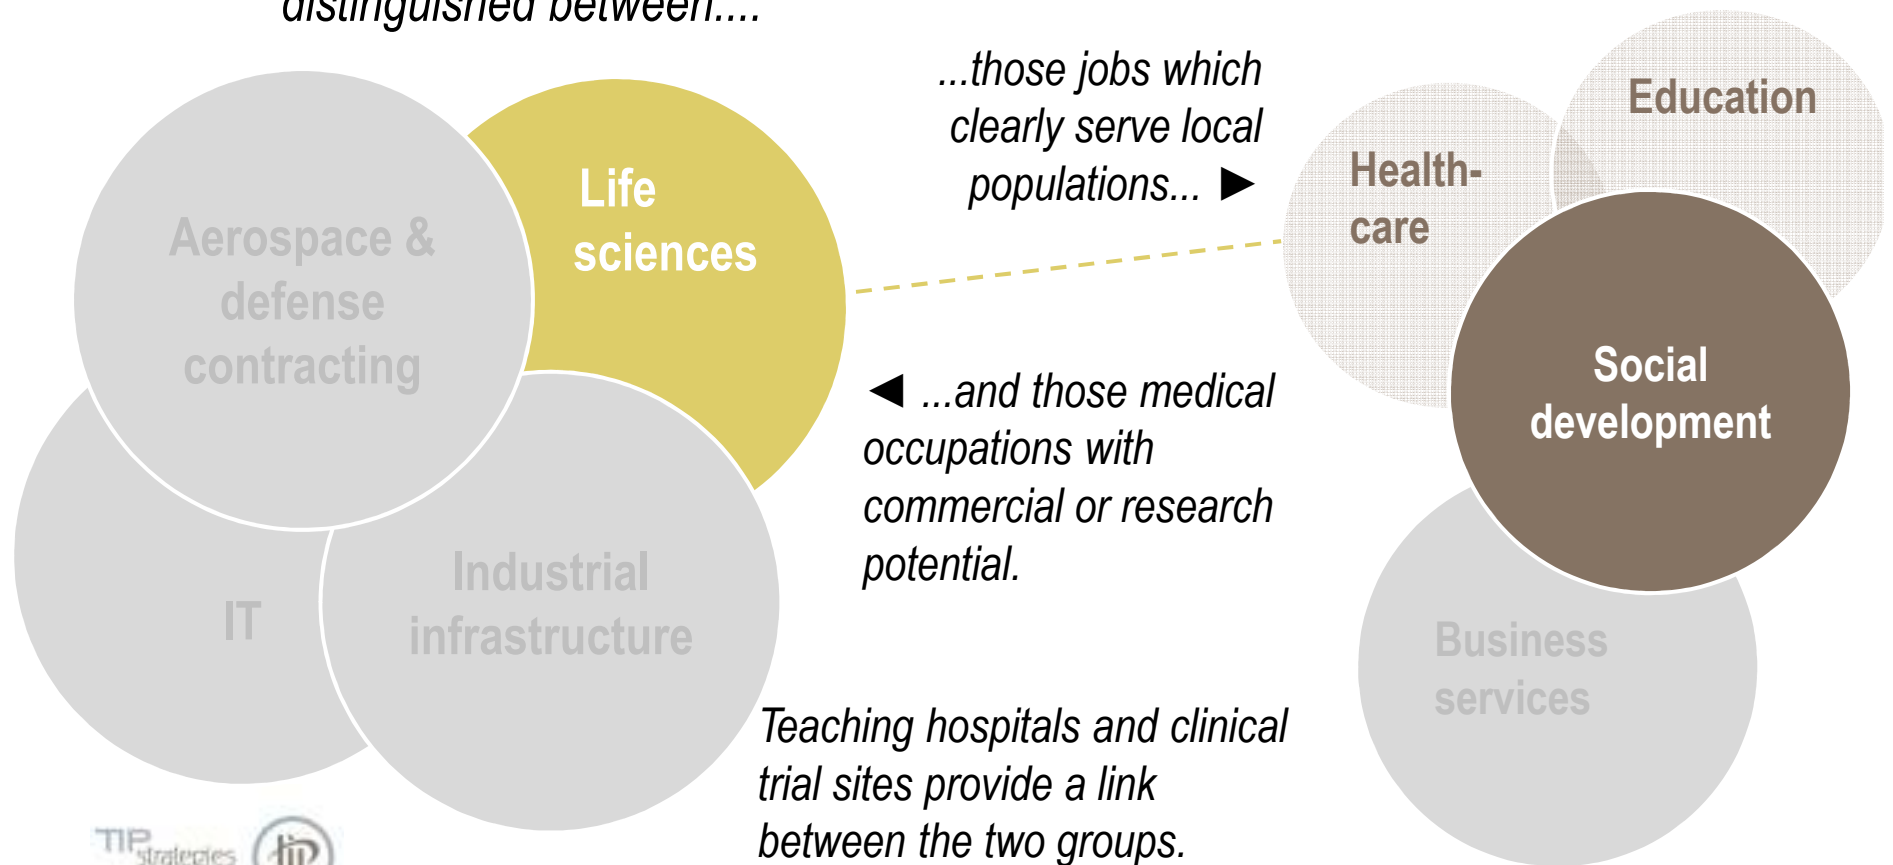 distinguished between....
...those jobs which
clearly serve local
populations... ►
Education
Health-
care
Life
sciences
Aerospace &
defense
contracting
Social
development
◄ ...and those medical
occupations with
commercial or research
potential.
Industrial
infrastructure
IT
Business
services
Teaching hospitals and clinical
trial sites provide a link
between the two groups.
TIP
strategies
tip